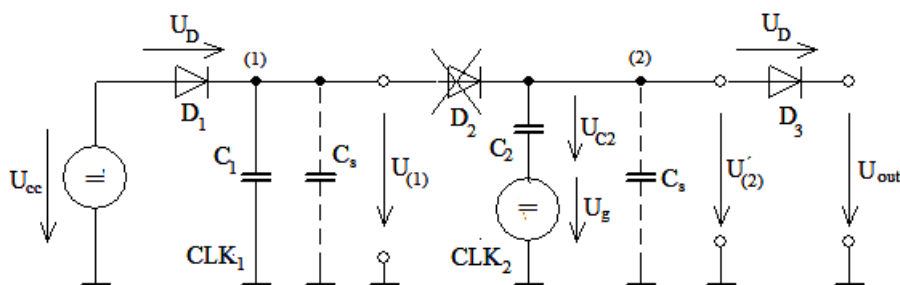 U_D
U_D
(1)
(2)
D_1
D_2
D_3
C_1
C_s
C_2
U_C2
C_s
U_cc
U_(1)
U_g
U'_(2)
U_out
CLK_1
CLK_2